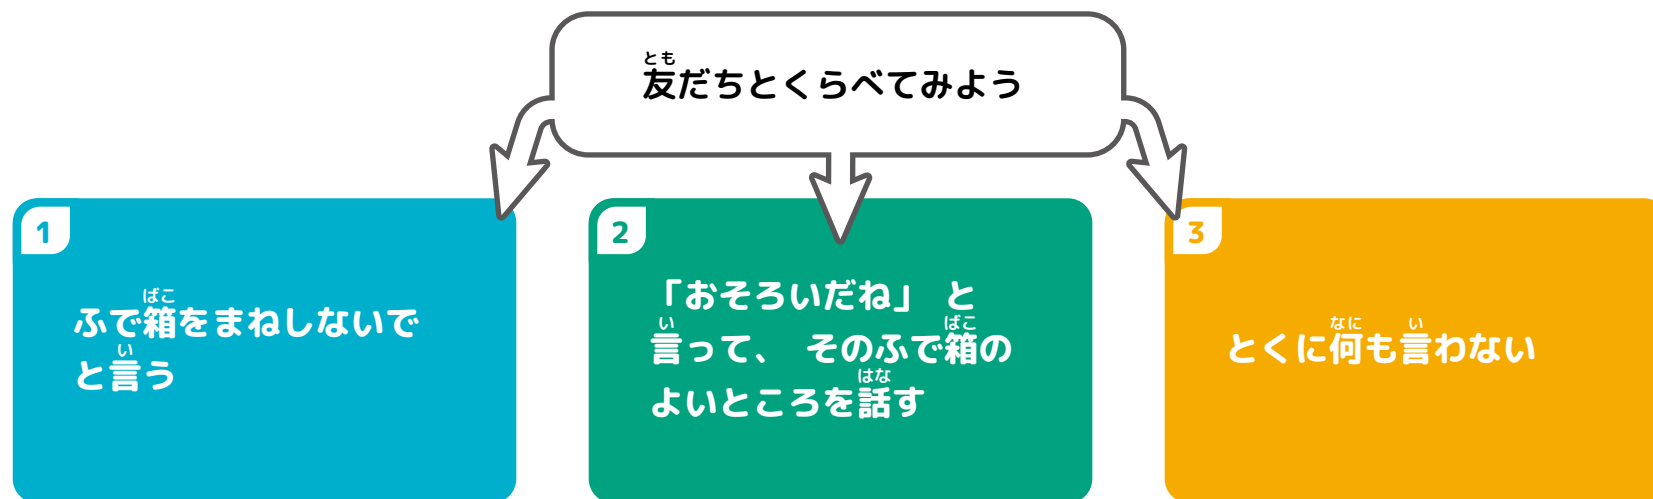 とも
友だちとくらべてみよう
1
ばこ
ふで箱をまねしないで
い
と言う
2
「おそろいだね」 と
い ばこ
言って、 そのふで箱の
はな
よいところを話す
3
なに い
とくに何も言わない